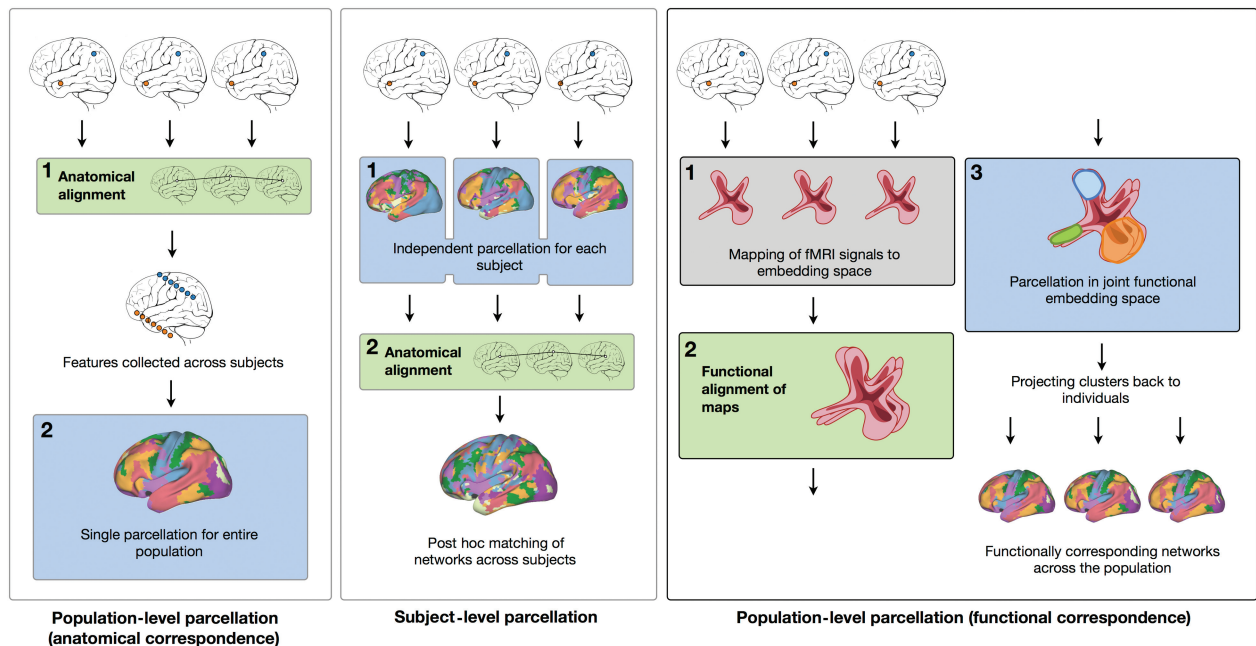 1
Anatomical
alignment
Features collected across subjects
2
Single parcellation for entire
population
Population-level parcellation
(anatomical correspondence)
1
Independent parcellation for each
subject
2
Anatomical
alignment
Post hoc matching of
networks across subjects
Subject-level parcellation
1
Mapping of fMRI signals to
embedding space
2
Functional
alignment of
maps
3
Parcellation in joint functional
embedding space
Projecting clusters back to
individuals
Functionally corresponding networks
across the population
Population-level parcellation (functional correspondence)